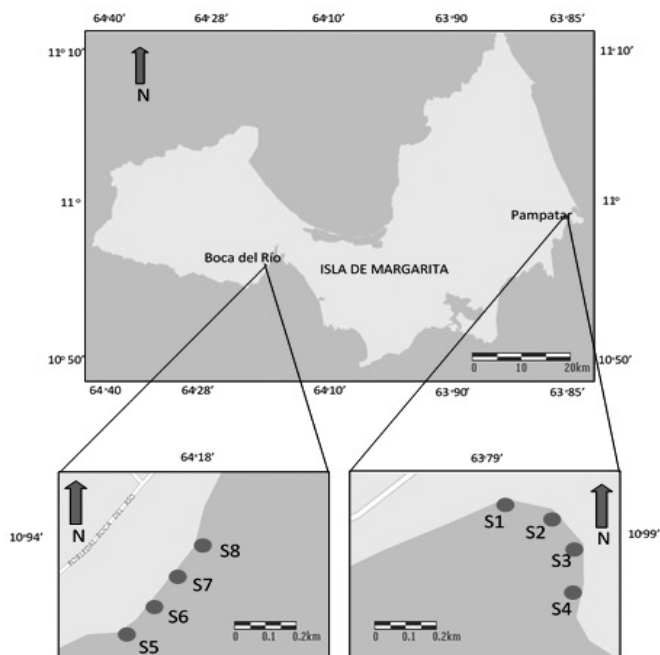 64°40′ 64°28′ 64°10′ 63°90 63°85′
11° 10′ 11° 10′
N
11° 11°
Pampatar
Boca del Río
ISLA DE MARGARITA
10° 50′ 10° 50′
0 10 20km
64°40 64°28′ 64°10′ 63°90 63°85′
64°18′ 63°79′
10°94′ 10°99′
N
S8
S7
S6
S5
0 0.1 0.2km
S1
S2
S3
S4
N
0 0.1 0.2km